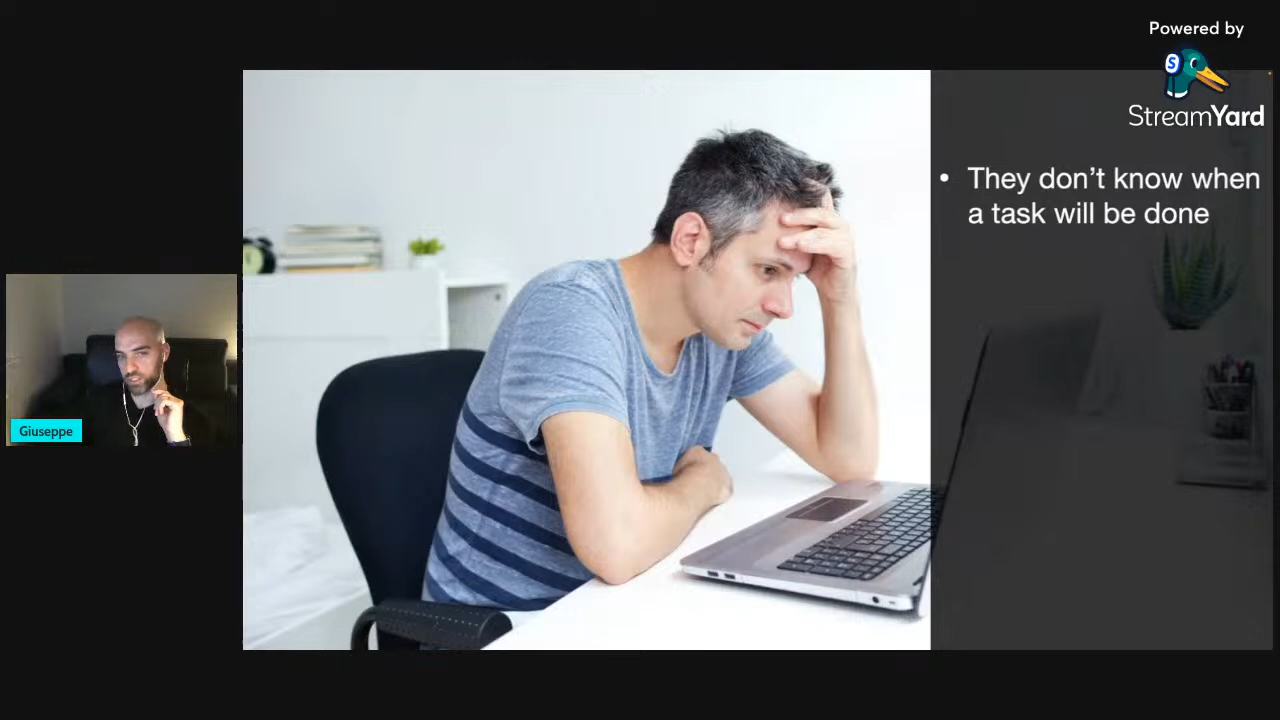 Powered by
S
StreamYard
• They don’t know when
a task will be done
Giuseppe